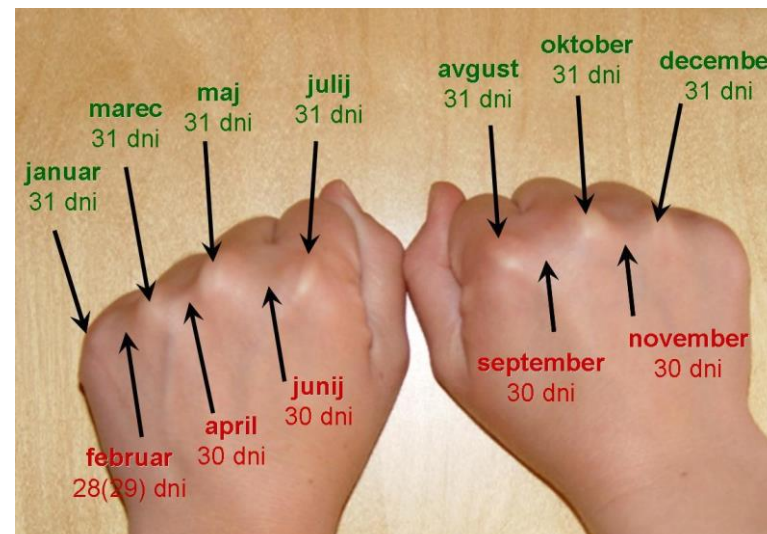 januar
31 dni
marec
31 dni
maj
31 dni
julij
31 dni
avgust
31 dni
oktober
31 dni
decembe
31 dni
februar
28(29) dni
april
30 dni
junij
30 dni
september
30 dni
november
30 dni